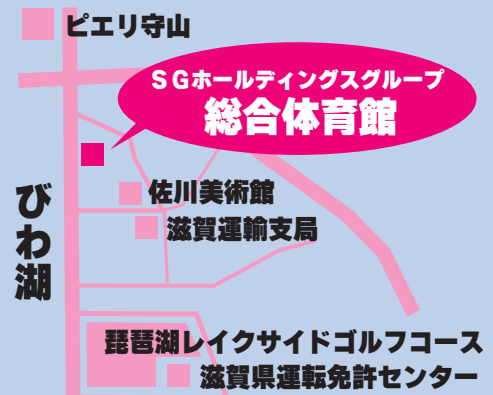 ピエリ守山
SGホールディングスグループ
総合体育館
佐川美術館
滋賀運輸支局
びわ湖
琵琶湖レイクサイドゴルフコース
滋賀県運転免許センター